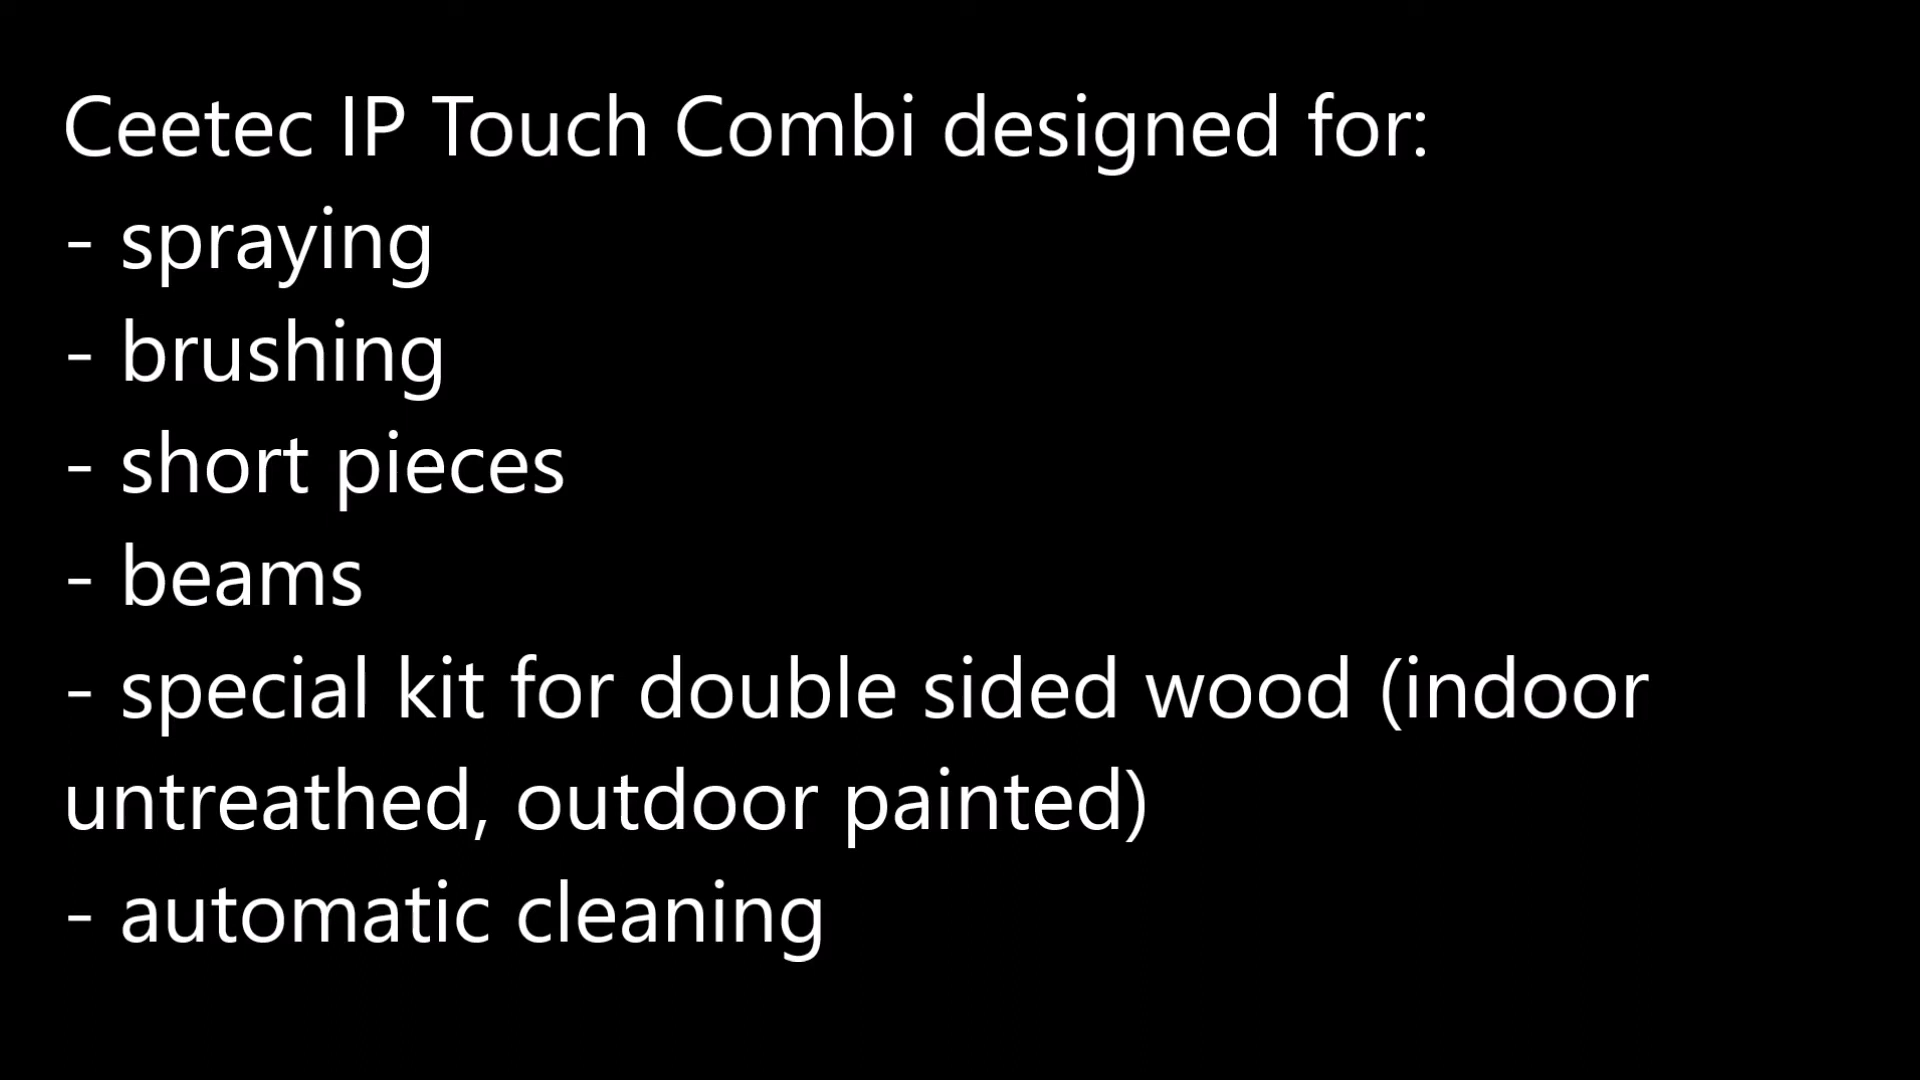 Ceetec IP Touch Combi designed for:
- spraying
- brushing
- short pieces
- beams
- special kit for double sided wood (indoor
untreathed, outdoor painted)
- automatic cleaning